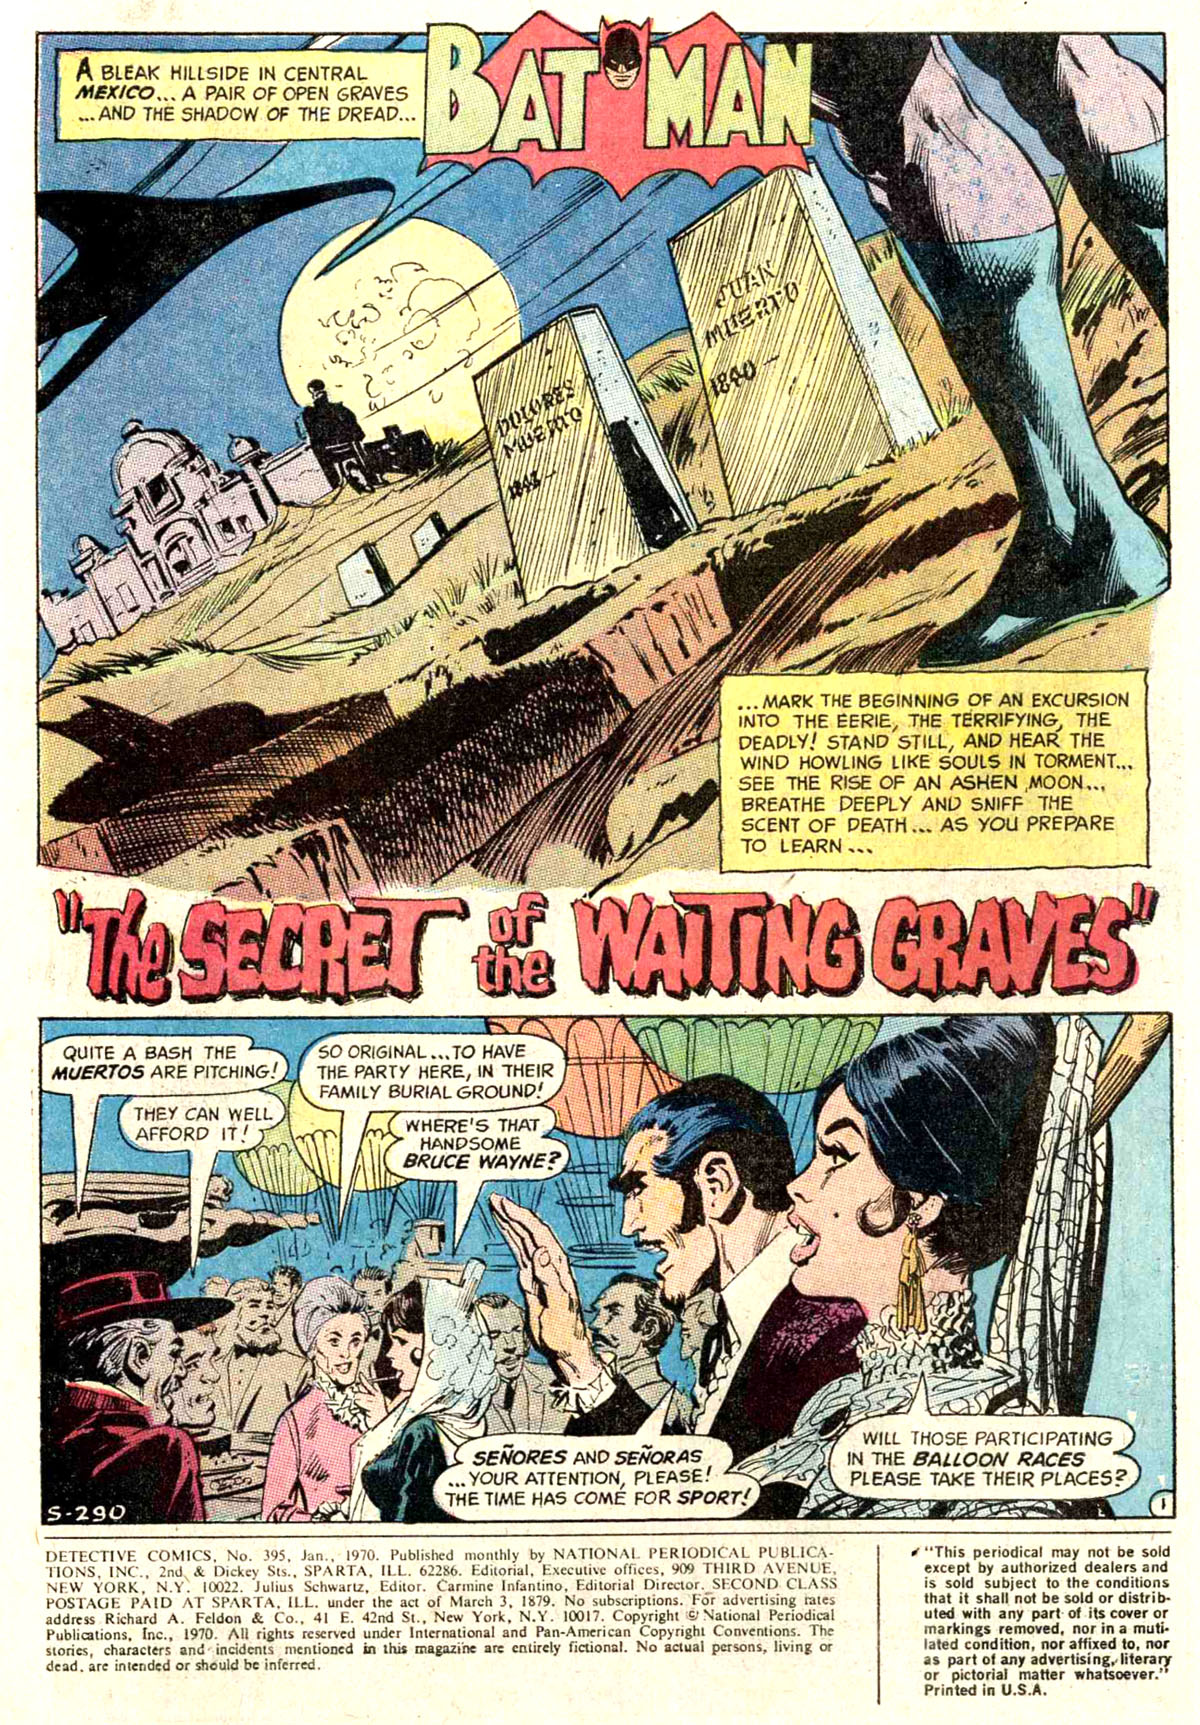 A BLEAK HILLSIDE IN CENTRAL
MEXICO... A PAIR OF OPEN GRAVES
...AND THE SHADOW OF THE DREAD...
BATMAN
JUAN
MUERTO
1840-
DOLORES
MUERTO
1843-
...MARK THE BEGINNING OF AN EXCURSION
INTO THE EERIE, THE TERRIFYING, THE
DEADLY! STAND STILL, AND HEAR THE
WIND HOWLING LIKE SOULS IN TORMENT...
SEE THE RISE OF AN ASHEN MOON...
BREATHE DEEPLY AND SNIFF THE
SCENT OF DEATH... AS YOU PREPARE
TO LEARN...
"The SECRET of the WAITING GRAVES"
QUITE A BASH THE
MUERTOS ARE PITCHING!
THEY CAN WELL
AFFORD IT!
SO ORIGINAL...TO HAVE
THE PARTY HERE, IN THEIR
FAMILY BURIAL GROUND!
WHERE'S THAT
HANDSOME
BRUCE WAYNE?
SEÑORES AND SEÑORAS
...YOUR ATTENTION, PLEASE!
THE TIME HAS COME FOR SPORT!
WILL THOSE PARTICIPATING
IN THE BALLOON RACES
PLEASE TAKE THEIR PLACES?
S-290
1
DETECTIVE COMICS, No. 395, Jan., 1970. Published monthly by NATIONAL PERIODICAL PUBLICA-
TIONS, INC., 2nd & Dickey Sts., SPARTA, ILL. 62286. Editorial, Executive offices, 909 THIRD AVENUE,
NEW YORK, N.Y. 10022. Julius Schwartz, Editor. Carmine Infantino, Editorial Director. SECOND CLASS
POSTAGE PAID AT SPARTA, ILL. under the act of March 3, 1879. No subscriptions. For advertising rates
address Richard A. Feldon & Co., 41 E. 42nd St., New York, N.Y. 10017. Copyright © National Periodical
Publications, Inc., 1970. All rights reserved under International and Pan-American Copyright Conventions. The
stories, characters and incidents mentioned in this magazine are entirely fictional. No actual persons, living or
dead, are intended or should be inferred.
"This periodical may not be sold
except by authorized dealers and
is sold subject to the conditions
that it shall not be sold or distrib-
uted with any part of its cover or
markings removed, nor in a muti-
lated condition, nor affixed to, nor
as part of any advertising, literary
or pictorial matter whatsoever."
Printed in U.S.A.